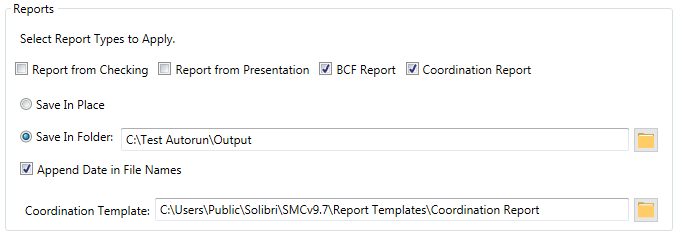 Reports
Select Report Types to Apply.
Report from Checking Report from Presentation BCF Report Coordination Report
Save In Place
Save In Folder: C:\Test Autorun\Output
Append Date in File Names
Coordination Template: C:\Users\Public\Solibri\SMCv9.7\Report Templates\Coordination Report